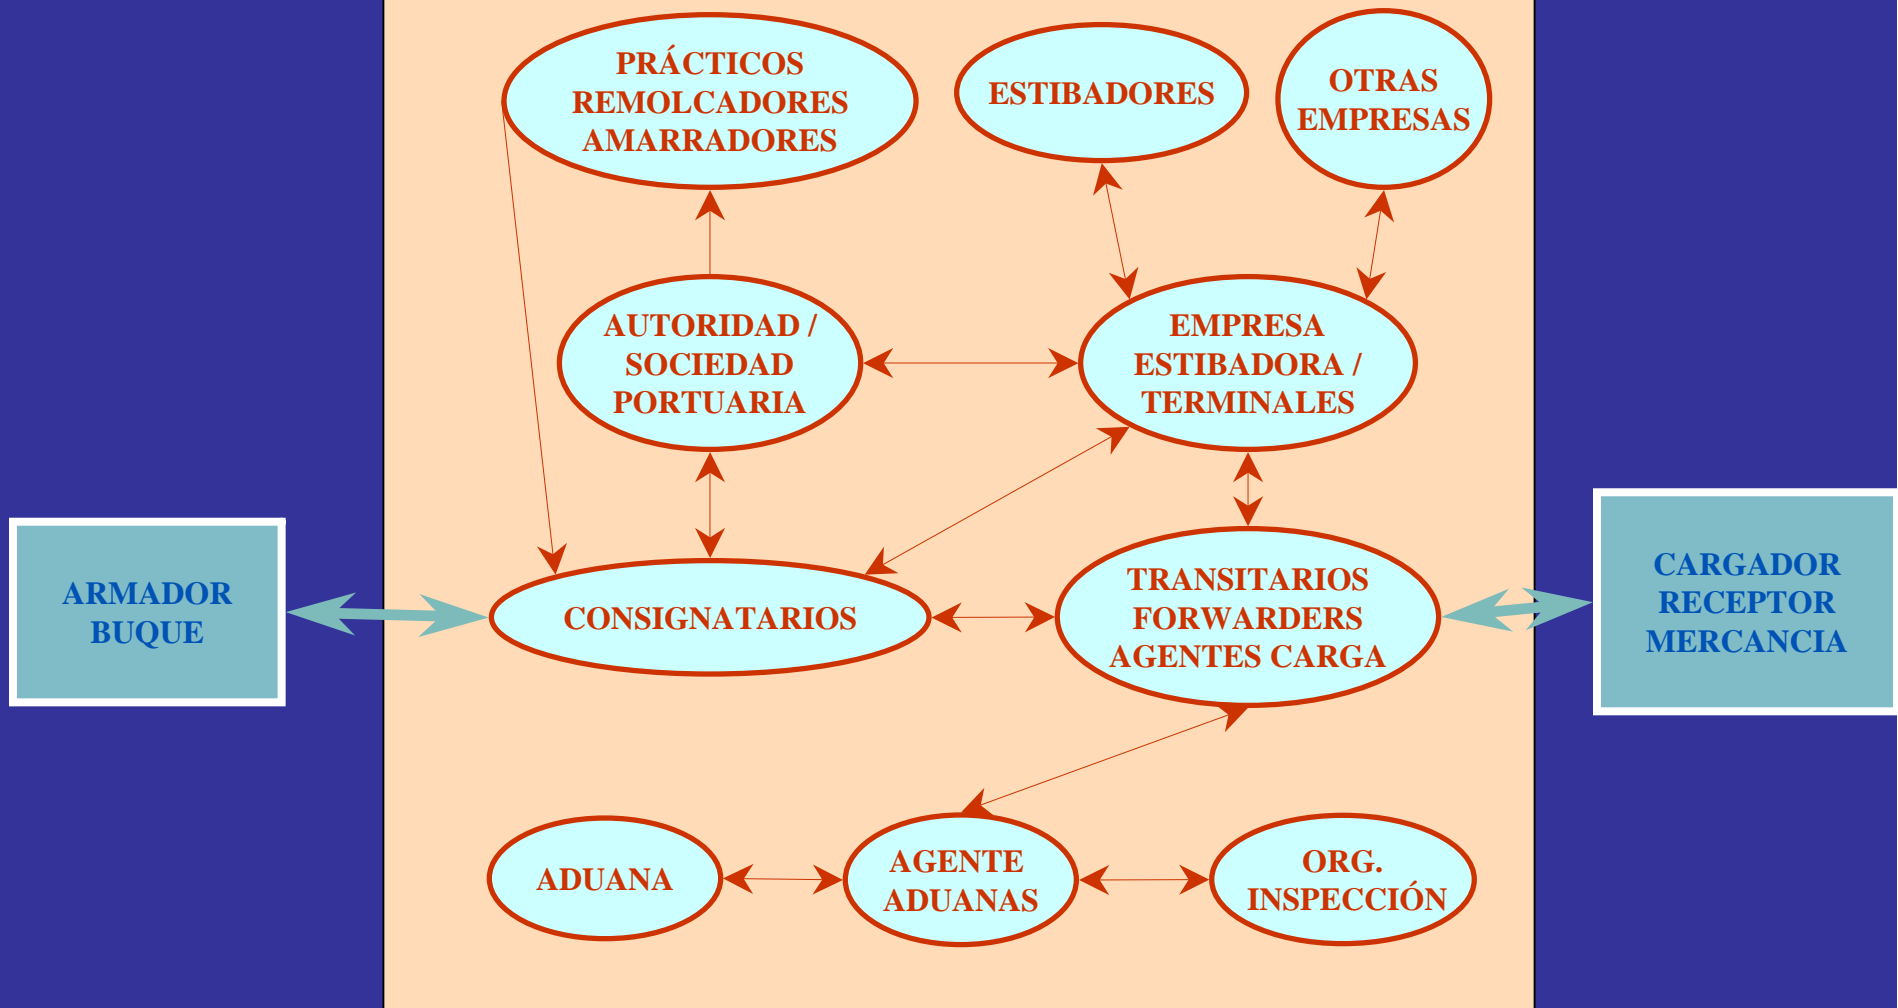 PRÁCTICOS
REMOLCADORES
AMARRADORES
ESTIBADORES
OTRAS
EMPRESAS
AUTORIDAD /
SOCIEDAD
PORTUARIA
EMPRESA
ESTIBADORA /
TERMINALES
ARMADOR
BUQUE
CONSIGNATARIOS
TRANSITARIOS
FORWARDERS
AGENTES CARGA
CARGADOR
RECEPTOR
MERCANCIA
ADUANA
AGENTE
ADUANAS
ORG.
INSPECCIÓN